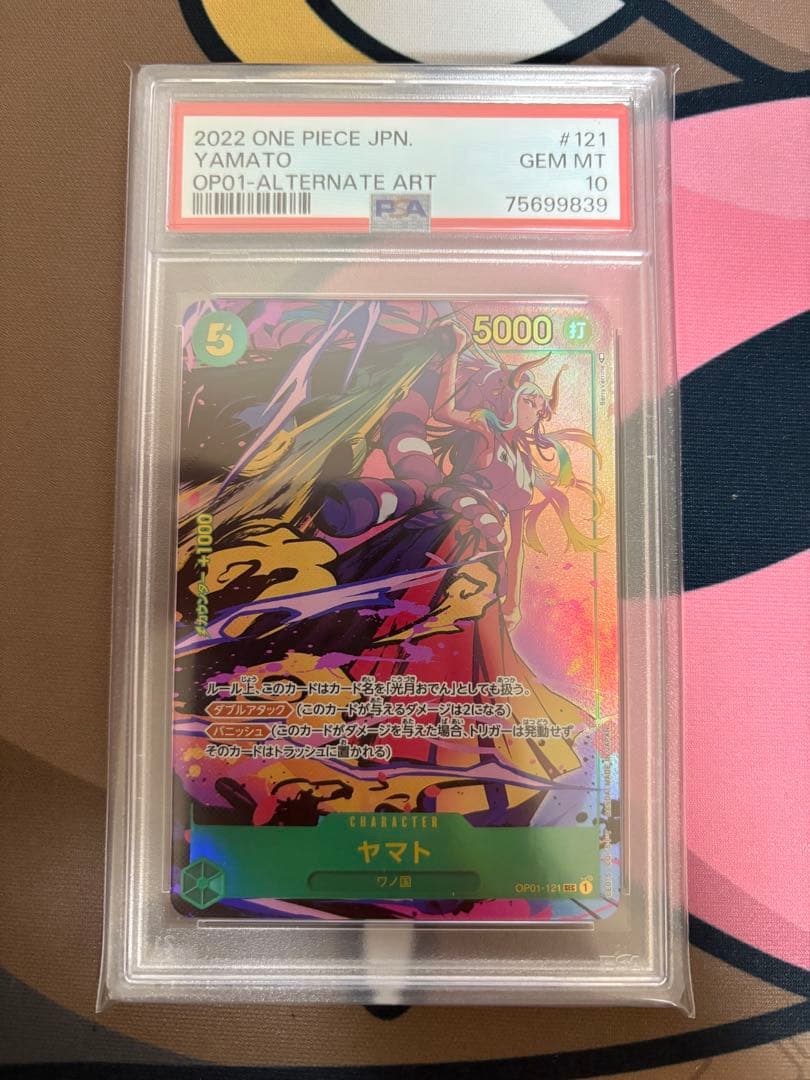 2022 ONE PIECE JPN. #121
YAMATO GEM MT
OP01-ALTERNATE ART 10
PSA 75699839
5 5000 打
カウンター +1000
ルール上、このカードはカード名を「光月おでん」としても扱う。
ダブルアタック (このカードが与えるダメージは2になる)
バニッシュ (このカードがダメージを与えた場合、トリガーは発動せず
そのカードはトラッシュに置かれる)
CHARACTER
ヤマト
ワノ国
OP01-121 SEC 1